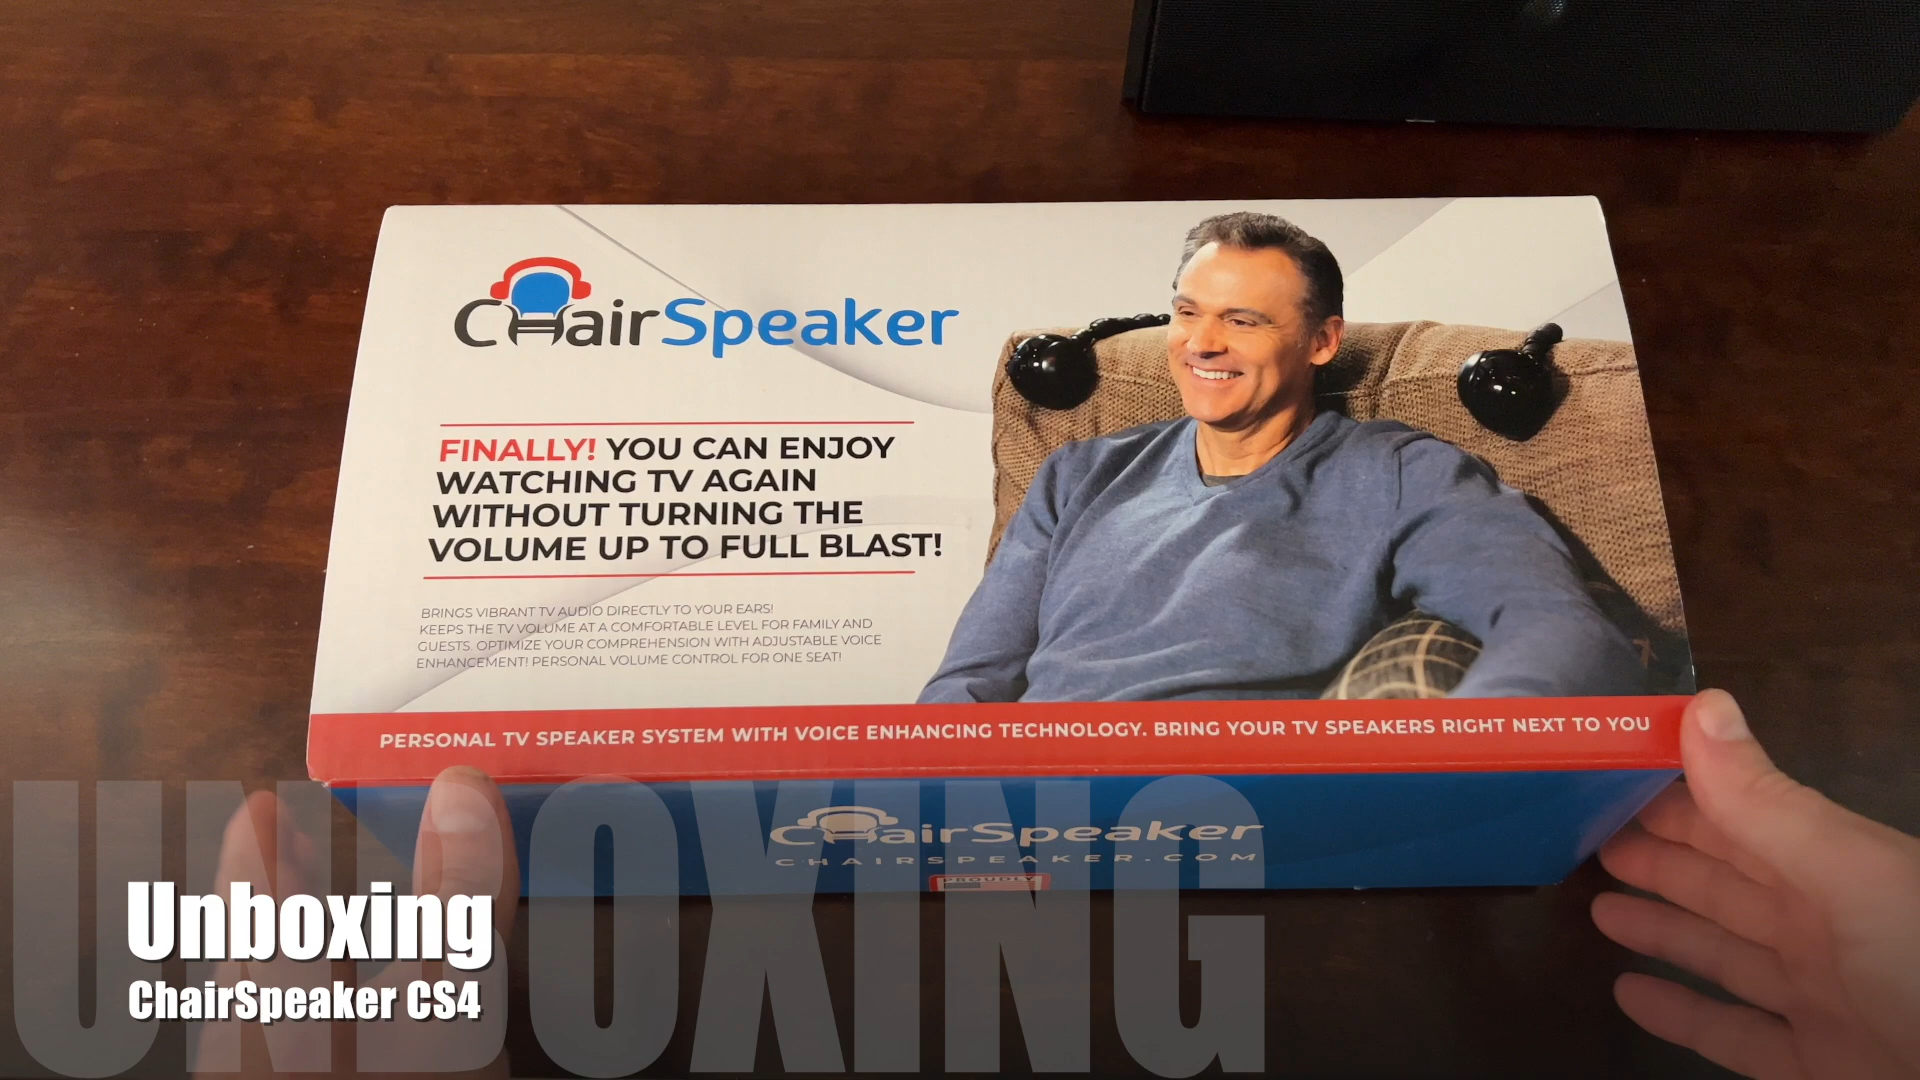 ChairSpeaker
FINALLY! YOU CAN ENJOY
WATCHING TV AGAIN
WITHOUT TURNING THE
VOLUME UP TO FULL BLAST!
BRINGS VIBRANT TV AUDIO DIRECTLY TO YOUR EARS!
KEEPS THE TV VOLUME AT A COMFORTABLE LEVEL FOR FAMILY AND
GUESTS. OPTIMIZE YOUR COMPREHENSION WITH ADJUSTABLE VOICE
ENHANCEMENT! PERSONAL VOLUME CONTROL FOR ONE SEAT!
PERSONAL TV SPEAKER SYSTEM WITH VOICE ENHANCING TECHNOLOGY. BRING YOUR TV SPEAKERS RIGHT NEXT TO YOU
ChairSpeaker
CHAIRSPEAKER.COM
PROUDLY
UNBOXING
Unboxing
ChairSpeaker CS4